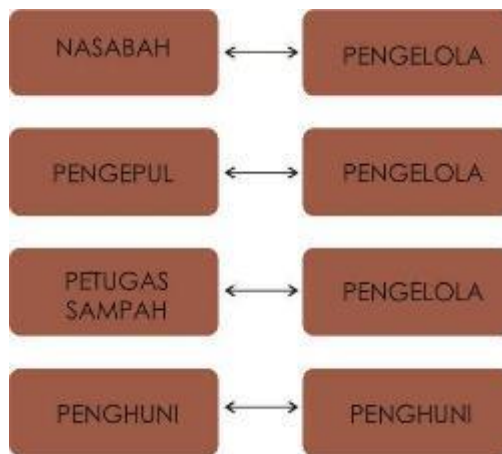 NASABAH
PENGELOLA
PENGEPUL
PENGELOLA
PETUGAS
SAMPAH
PENGELOLA
PENGHUNI
PENGHUNI